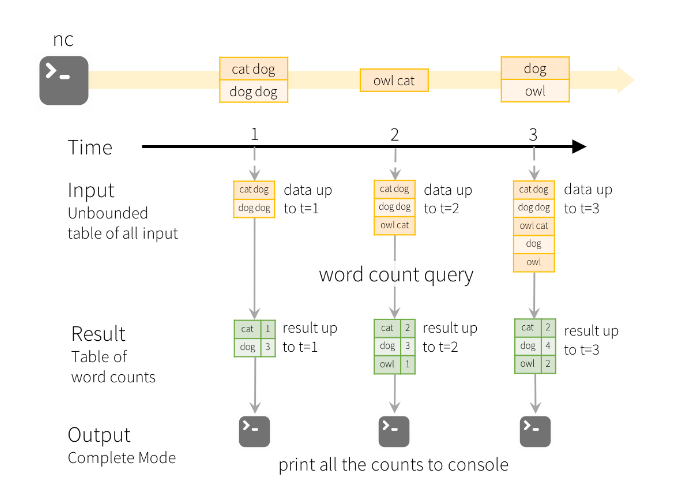 nc
cat dog
dog dog
owl cat
dog
owl
Time
1
2
3
Input
Unbounded
table of all input
cat dog
dog dog
data up
to t=1
cat dog
dog dog
owl cat
data up
to t=2
cat dog
dog dog
owl cat
dog
owl
data up
to t=3
word count query
Result
Table of
word counts
cat 1
dog 3
result up
to t=1
cat 2
dog 3
owl 1
result up
to t=2
cat 2
dog 4
owl 2
result up
to t=3
Output
Complete Mode
print all the counts to console